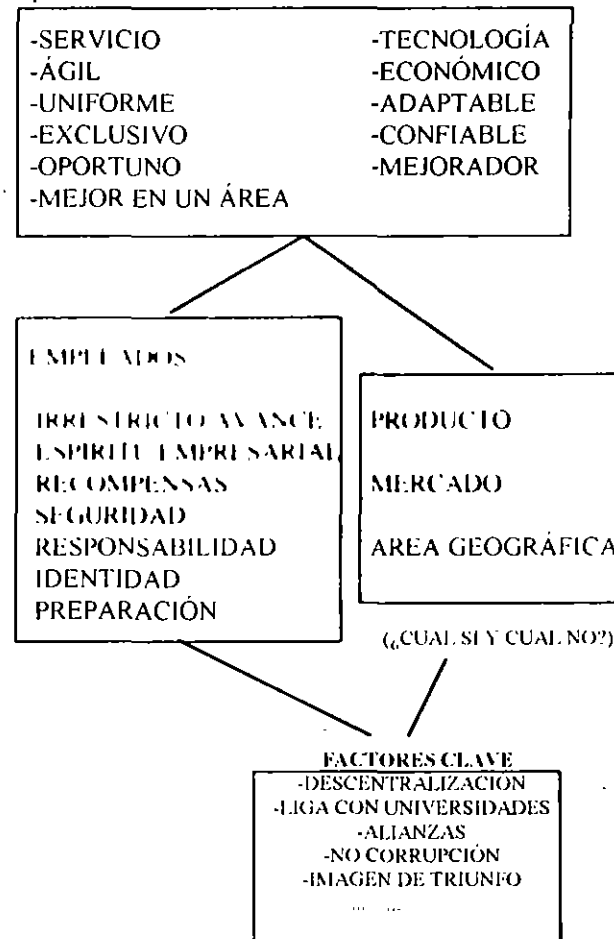 -SERVICIO
-ÁGIL
-UNIFORME
-EXCLUSIVO
-OPORTUNO
-MEJOR EN UN ÁREA
-TECNOLOGÍA
-ECONÓMICO
-ADAPTABLE
-CONFIABLE
-MEJORADOR
EMPLEADOS
IRRESTRICTO AVANCE
ESPIRITU EMPRESARIAL
RECOMPENSAS
SEGURIDAD
RESPONSABILIDAD
IDENTIDAD
PREPARACIÓN
PRODUCTO
MERCADO
AREA GEOGRÁFICA
(¿CUAL SI Y CUAL NO?)
FACTORES CLAVE
-DESCENTRALIZACIÓN
-LIGA CON UNIVERSIDADES
-ALIANZAS
-NO CORRUPCIÓN
-IMAGEN DE TRIUNFO